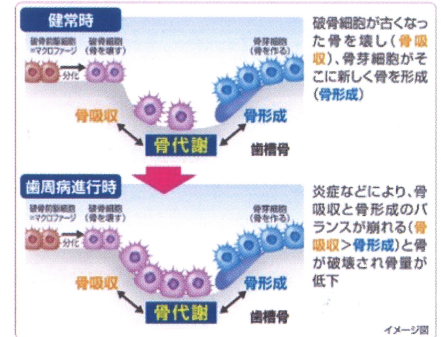 健常時
破骨前駆細胞
=マクロファージ
分化
破骨細胞
(骨を壊す)
骨芽細胞
(骨を作る)
骨吸収
骨形成
骨代謝
歯槽骨
破骨細胞が古くなっ
た骨を壊し(骨吸
収)、骨芽細胞がそ
こに新しく骨を形成
(骨形成)
歯周病進行時
破骨前駆細胞
=マクロファージ
分化
破骨細胞
(骨を壊す)
骨芽細胞
(骨を作る)
骨吸収
骨形成
骨代謝
歯槽骨
炎症などにより、骨
吸収と骨形成のバ
ランスが崩れる(骨
吸収>骨形成)と骨
が破壊され骨量が
低下
イメージ図